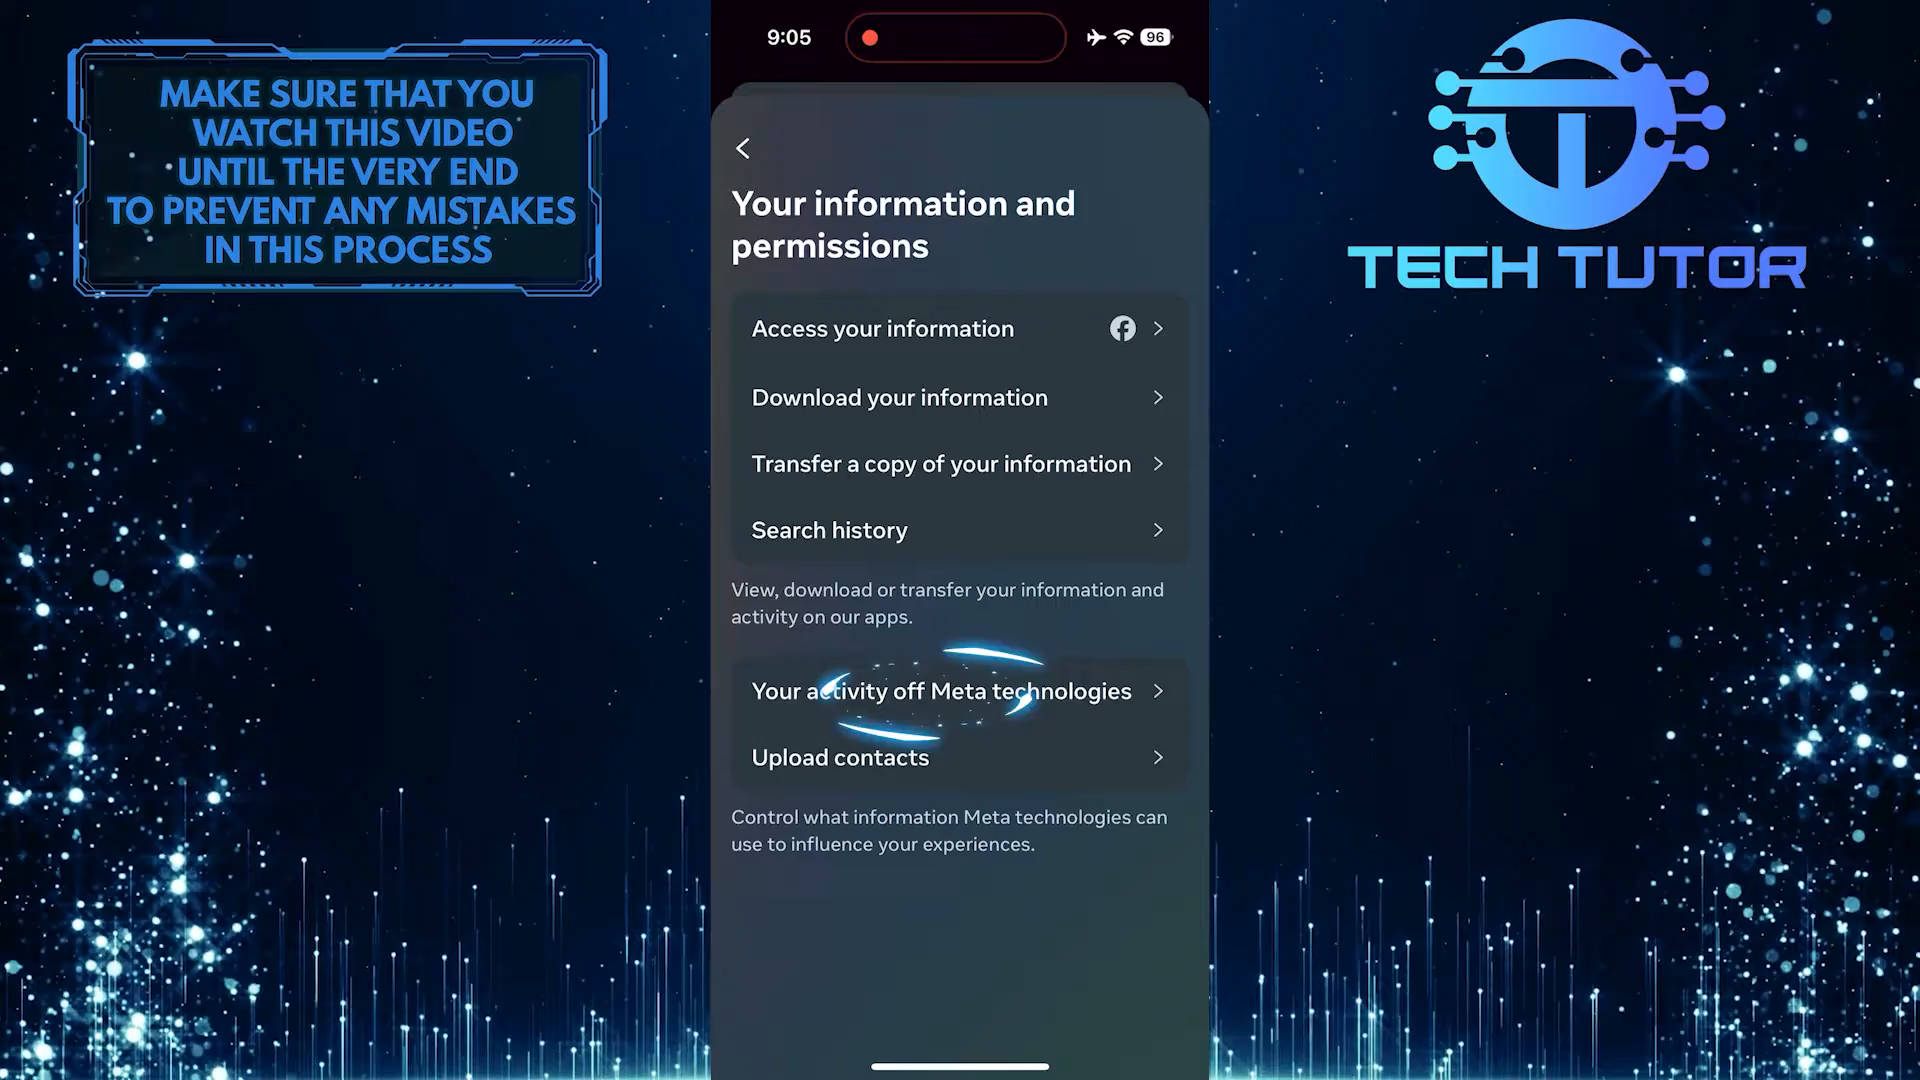 MAKE SURE THAT YOU
WATCH THIS VIDEO
UNTIL THE VERY END
TO PREVENT ANY MISTAKES
IN THIS PROCESS
9:05
96
Your information and
permissions
Access your information
Download your information
Transfer a copy of your information
Search history
View, download or transfer your information and
activity on our apps.
Your activity off Meta technologies
Upload contacts
Control what information Meta technologies can
use to influence your experiences.
TECH TUTOR